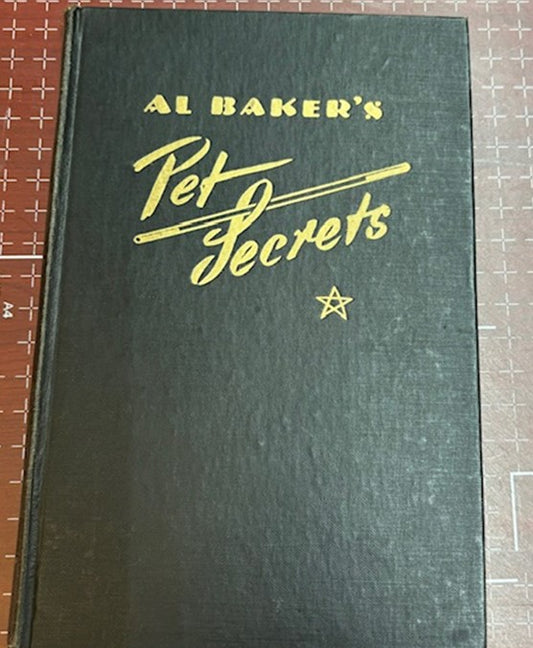 AL BAKER'S
Pet
Secrets
A4